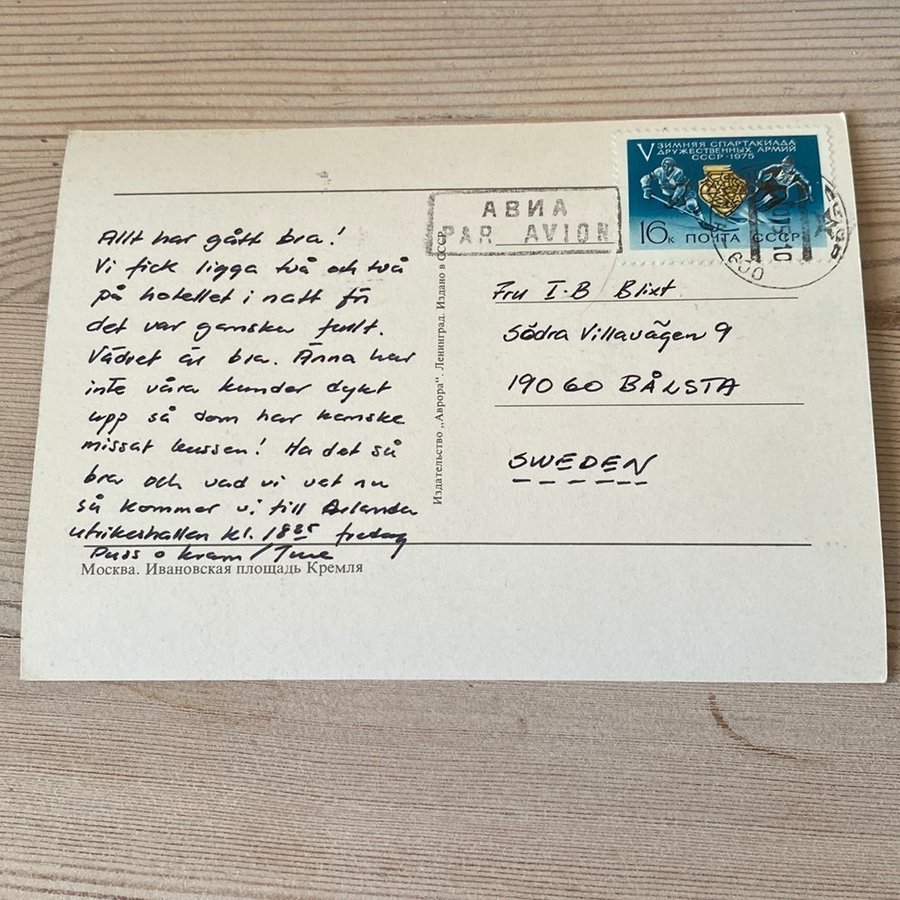 V ЗИМНЯЯ СПАРТАКИАДА
ДРУЖЕСТВЕННЫХ АРМИЙ
СССР·1975
16к ПОЧТА СССР
АВИА
PAR AVION
Allt har gått bra!
Vi fick ligga två och två
på hotellet i natt för
det var ganska fullt.
Vädret är bra. Ännu har
inte våra kunder dykt
upp så dom har kanske
missat bussen! Ha det så
bra och vad vi vet nu
så kommer vi till Arlanda
utrikeshallen kl. 18 fredag
Puss o kram/
Москва. Ивановская площадь Кремля
Издательство „Аврора“. Ленинград. Издано в СССР
Fru I-B Blixt
Södra Villavägen 9
190 60 BÅLSTA
SWEDEN